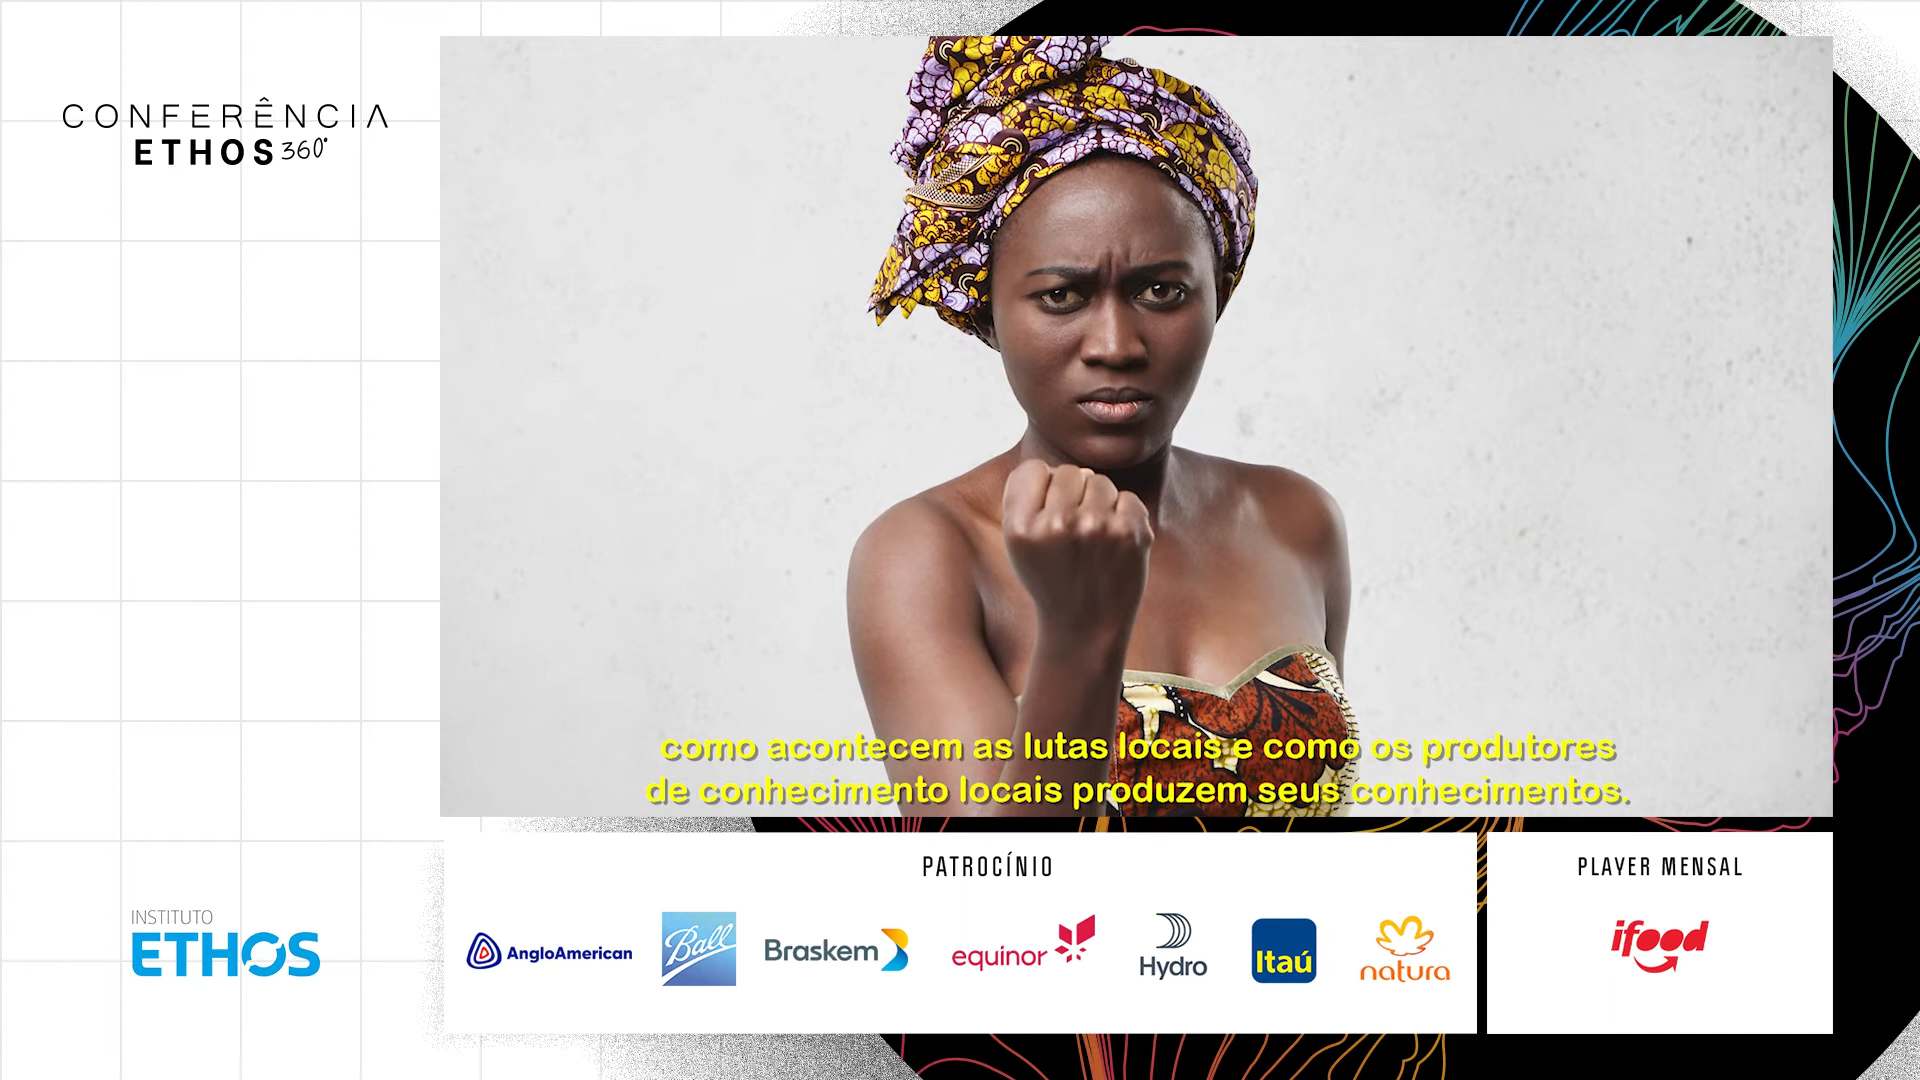 CONFERÊNCIA
ETHOS 360°
como acontecem as lutas locais e como os produtores
de conhecimento locais produzem seus conhecimentos.
PATROCÍNIO
PLAYER MENSAL
INSTITUTO
ETHOS
AngloAmerican
Ball
Braskem
equinor
Hydro
Itaú
natura
ifood